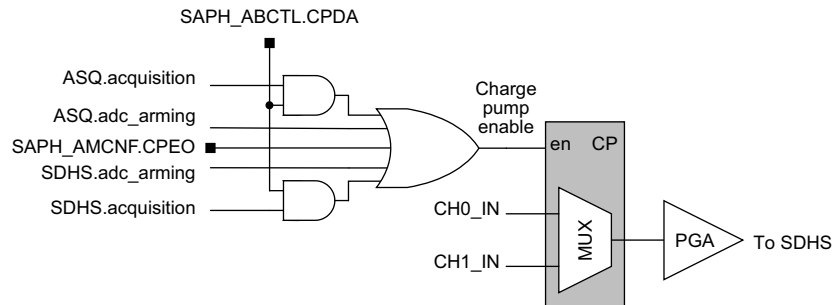 SAPH_ABCTL.CPDA
ASQ.acquisition
ASQ.adc_arming
SAPH_AMCNF.CPEO
SDHS.adc_arming
SDHS.acquisition
Charge
pump
enable
en CP
CH0_IN
CH1_IN
MUX
PGA
To SDHS